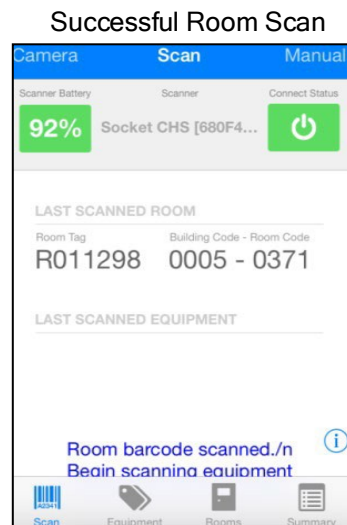 Successful Room Scan
Camera Scan Manual
Scanner Battery Scanner Connect Status
92% Socket CHS [680F4...
LAST SCANNED ROOM
Room Tag Building Code - Room Code
R011298 0005 - 0371
LAST SCANNED EQUIPMENT
Room barcode scanned./n
Begin scanning equipment
A2041
Scan Equipment Rooms Summary